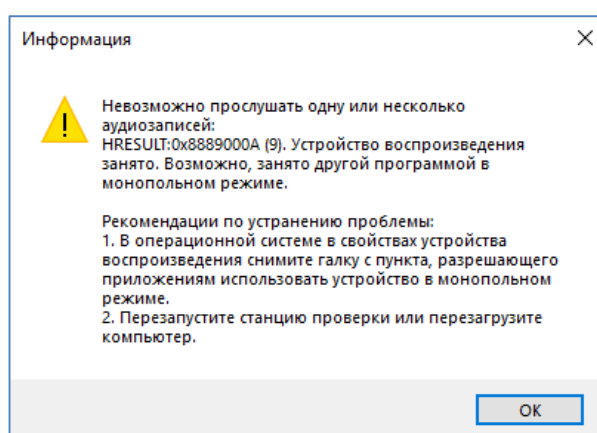 Информация
Невозможно прослушать одну или несколько
аудиозаписей:
HRESULT:0x8889000A (9). Устройство воспроизведения
занято. Возможно, занято другой программой в
монопольном режиме.
Рекомендации по устранению проблемы:
1. В операционной системе в свойствах устройства
воспроизведения снимите галку с пункта, разрешающего
приложениям использовать устройство в монопольном
режиме.
2. Перезапустите станцию проверки или перезагрузите
компьютер.
ОК